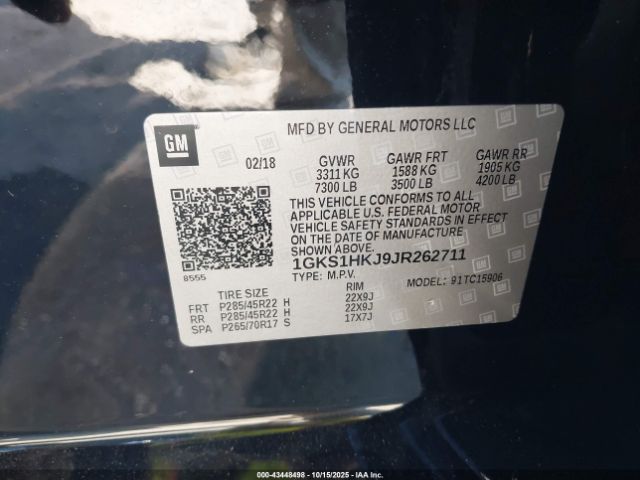 GM
MFD BY GENERAL MOTORS LLC
02/18
GVWR GAWR FRT GAWR RR
3311 KG 1588 KG 1905 KG
7300 LB 3500 LB 4200 LB
THIS VEHICLE CONFORMS TO ALL
APPLICABLE U.S. FEDERAL MOTOR
VEHICLE SAFETY STANDARDS IN EFFECT
ON THE DATE OF MANUFACTURE
SHOWN ABOVE.
8555
1GKS1HKJ9JR262711
TYPE: M.P.V. MODEL: 91TC15906
TIRE SIZE RIM
FRT P285/45R22 H 22X9J
RR P285/45R22 H 22X9J
SPA P265/70R17 S 17X7J
000-43448498 - 10/15/2025 - IAAI.COM